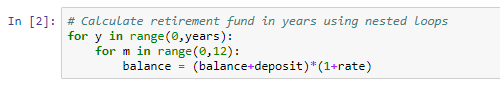 In [2]: # Calculate retirement fund in years using nested loops
for y in range(0,years):
    for m in range(0,12):
        balance = (balance+deposit)*(1+rate)